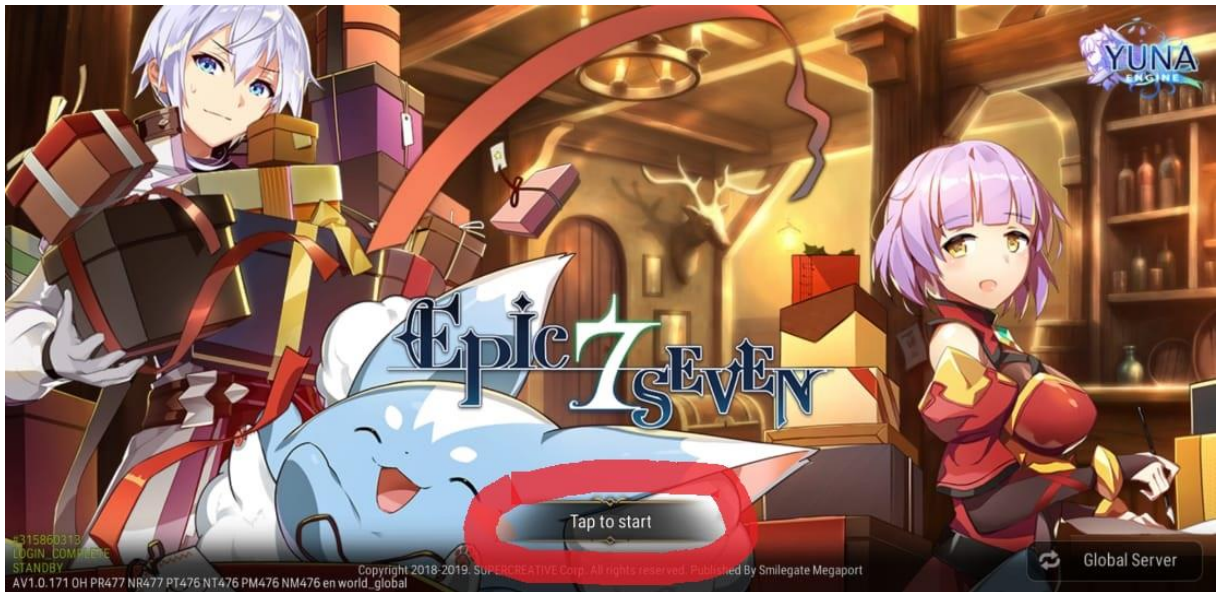 YUNA
ENGINE
EPIC 7 SEVEN
Tap to start
#315860313
LOGIN_COMPLETE
STANDBY
Copyright 2018-2019. SUPERCREATIVE Corp. All rights reserved. Published By Smilegate Megaport
AV1.0.171 OH PR477 NR477 PT476 NT476 PM476 NM476 en world_global
Global Server